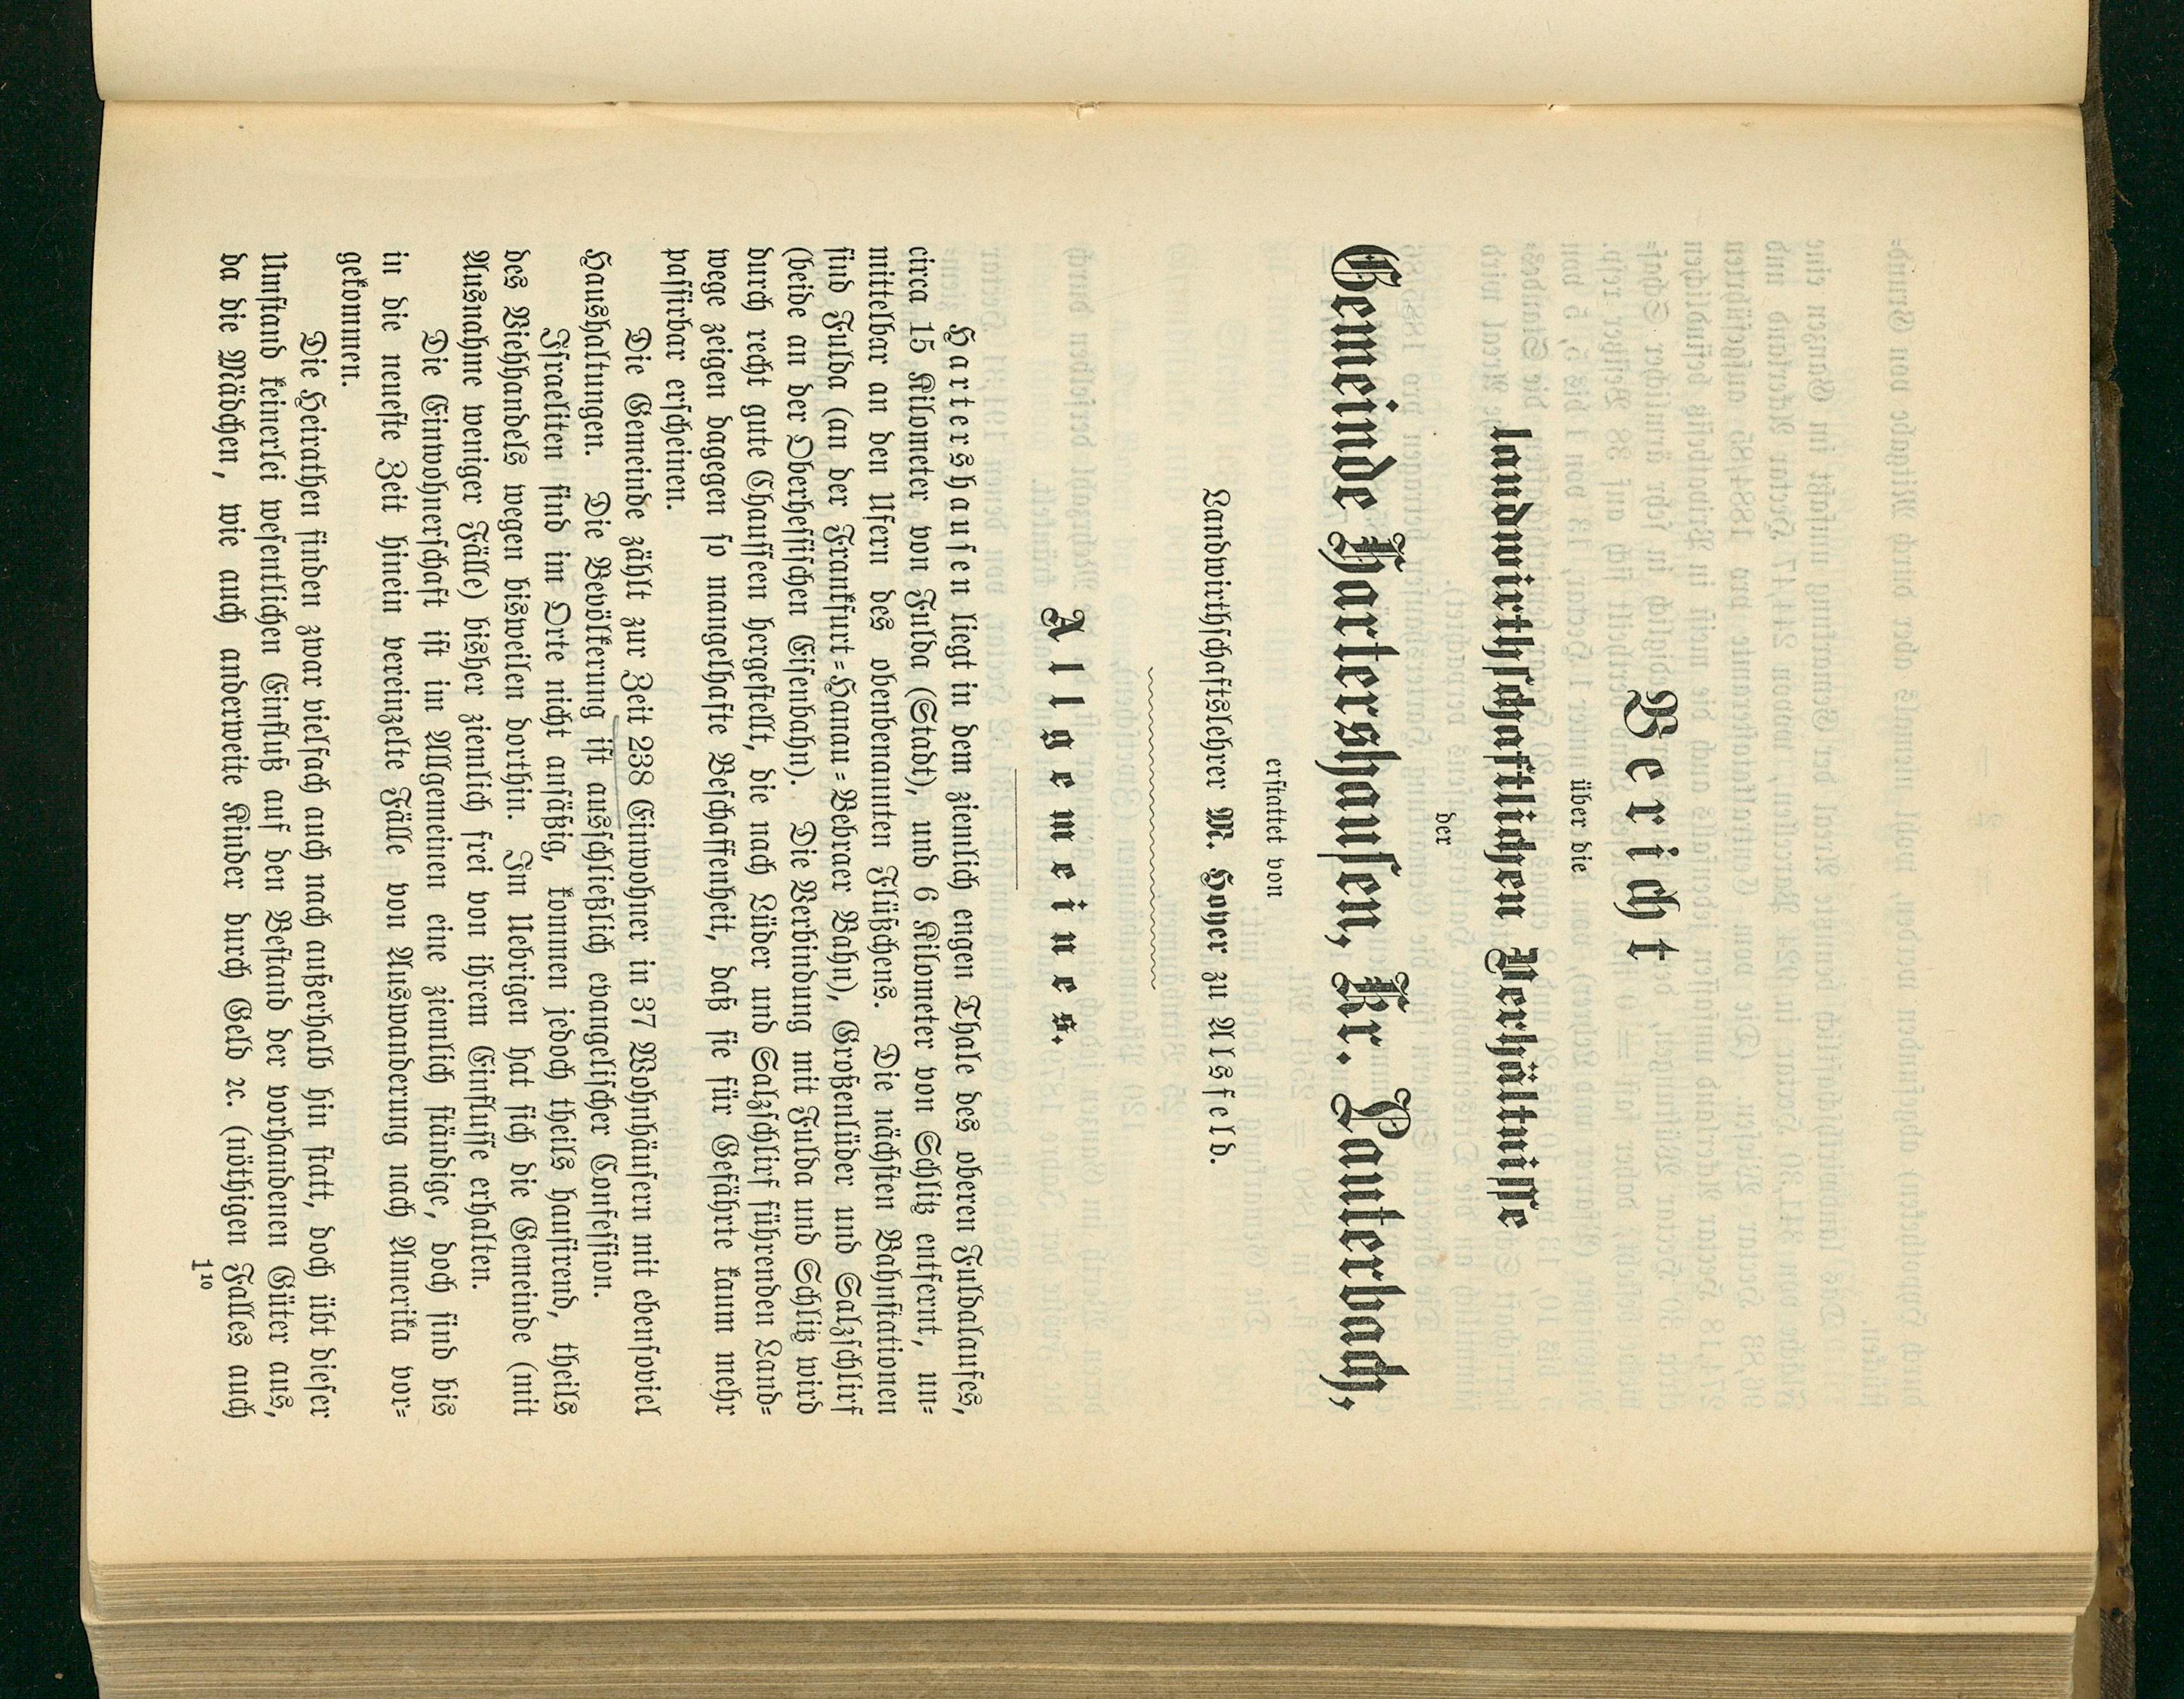 Bericht
über die
landwirthschaftlichen Verhältnisse
der
Gemeinde Hartershausen, Kr. Lauterbach,
erstattet von
Landwirthschaftslehrer M. Hoyer zu Alsfeld.
Allgemeines.
Hartershausen liegt in dem ziemlich engen Thale des oberen Fuldalaufes,
circa 15 Kilometer von Fulda (Stadt), und 6 Kilometer von Schlitz entfernt, un-
mittelbar an den Ufern des obenbenannten Flüßchens. Die nächsten Bahnstationen
sind Fulda (an der Frankfurt-Hanau-Bebraer Bahn), Großenlüder und Salzschlirf
(beide an der Oberhessischen Eisenbahn). Die Verbindung mit Fulda und Schlitz wird
durch recht gute Chausseen hergestellt, die nach Lüder und Salzschlirf führenden Land-
wege zeigen dagegen so mangelhafte Beschaffenheit, daß sie für Gefährte kaum mehr
passirbar erscheinen.
Die Gemeinde zählt zur Zeit 238 Einwohner in 37 Wohnhäusern mit ebensoviel
Haushaltungen. Die Bevölkerung ist ausschließlich evangelischer Confession.
Israeliten sind im Orte nicht ansäßig, kommen jedoch theils hausirend, theils
des Viehhandels wegen bisweilen dorthin. Im Uebrigen hat sich die Gemeinde (mit
Ausnahme weniger Fälle) bisher ziemlich frei von ihrem Einflusse erhalten.
Die Einwohnerschaft ist im Allgemeinen eine ziemlich ständige, doch sind bis
in die neueste Zeit hinein vereinzelte Fälle von Auswanderung nach Amerika vor-
gekommen.
Die Heirathen finden zwar vielfach auch nach außerhalb hin statt, doch übt dieser
Umstand keinerlei wesentlichen Einfluß auf den Bestand der vorhandenen Güter aus,
da die Mädchen, wie auch anderweite Kinder durch Geld ꝛc. (nöthigen Falles auch
1¹⁰